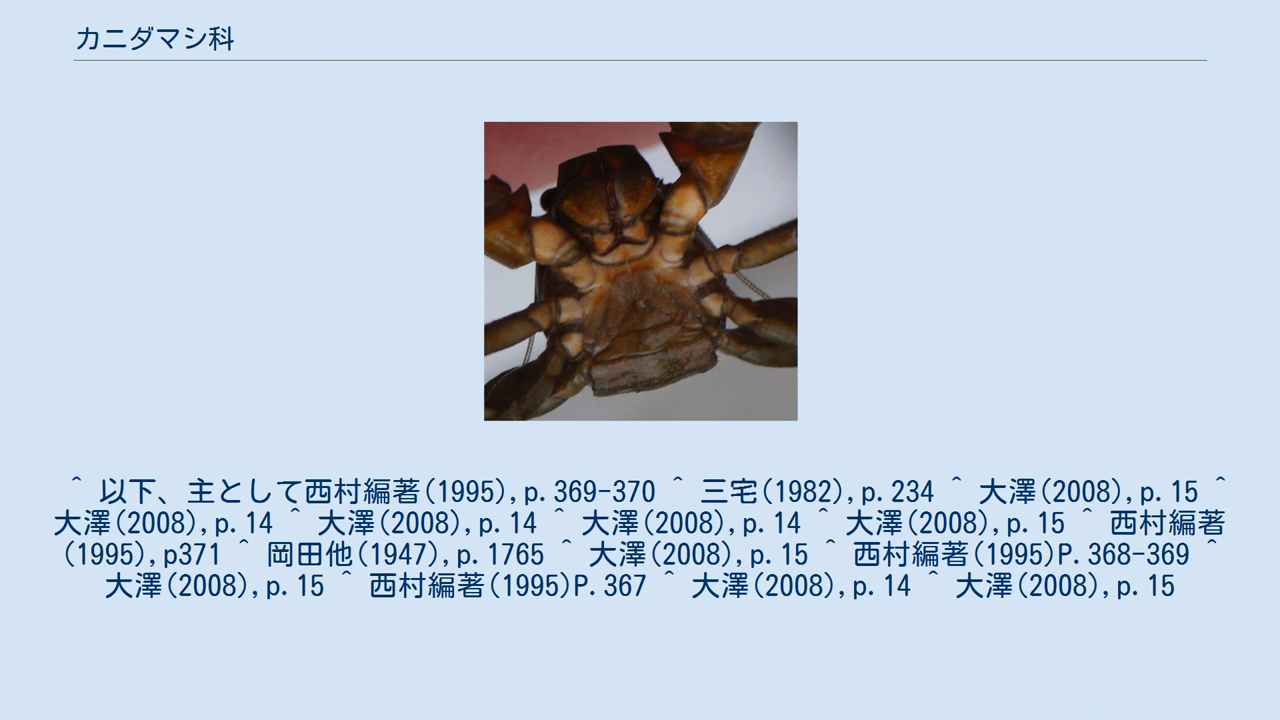 カニダマシ科
^ 以下、主として西村編著(1995),p.369-370 ^ 三宅(1982),p.234 ^ 大澤(2008),p.15 ^
大澤(2008),p.14 ^ 大澤(2008),p.14 ^ 大澤(2008),p.14 ^ 大澤(2008),p.15 ^ 西村編著
(1995),p371 ^ 岡田他(1947),p.1765 ^ 大澤(2008),p.15 ^ 西村編著(1995)P.368-369 ^
大澤(2008),p.15 ^ 西村編著(1995)P.367 ^ 大澤(2008),p.14 ^ 大澤(2008),p.15